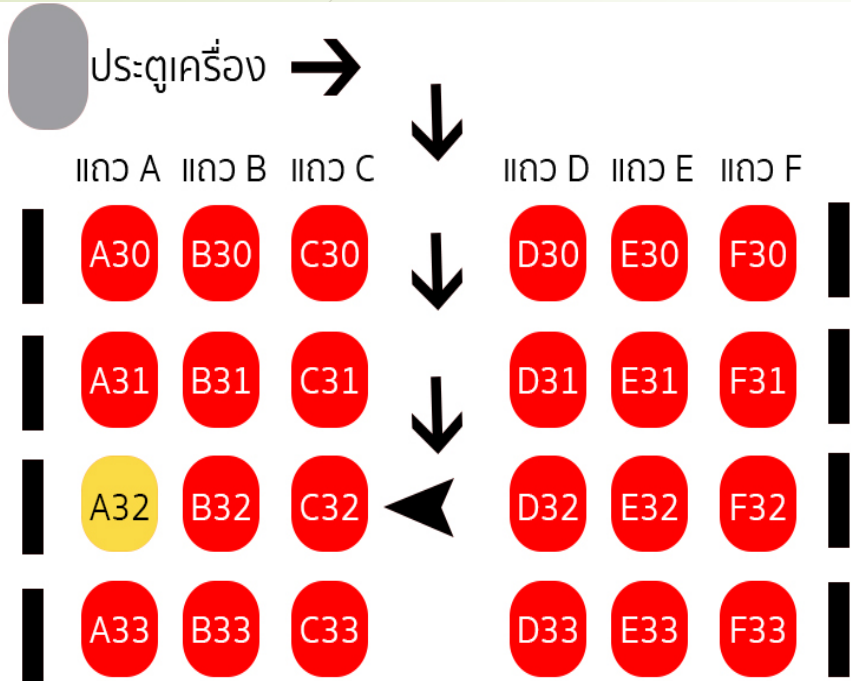 ประตูเครื่อง
แถว A แถว B แถว C แถว D แถว E แถว F
A30 B30 C30 D30 E30 F30
A31 B31 C31 D31 E31 F31
A32 B32 C32 D32 E32 F32
A33 B33 C33 D33 E33 F33